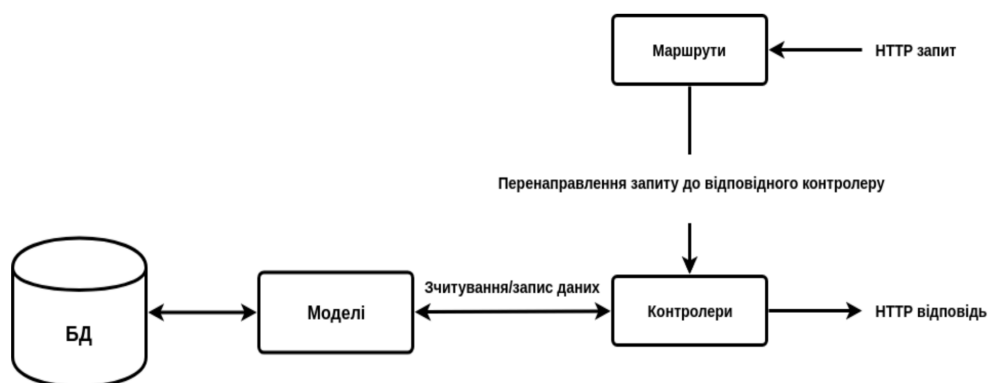 Маршрути
HTTP запит
Перенаправлення запиту до відповідного контролеру
Зчитування/запис даних
БД
Моделі
Контролери
HTTP відповідь